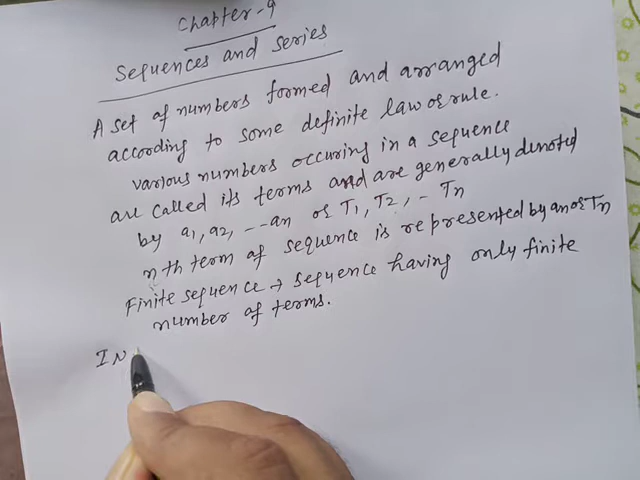 Chapter-9
Sequences and series
A set of numbers formed and arranged
according to some definite law or rule.
various numbers occuring in a sequence
are called its terms and are generally denoted
by a1, a2, ---an or T1, T2, - Tn
nth term of sequence is represented by an or Tn
Finite sequence → sequence having only finite
number of terms.
IN